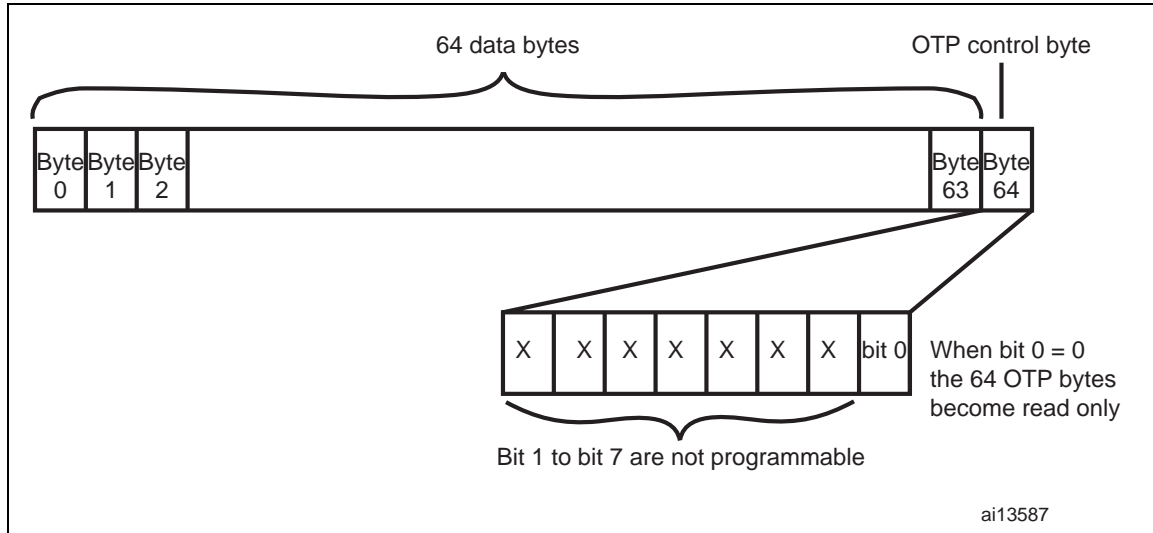 64 data bytes
OTP control byte
Byte Byte Byte Byte Byte
0 1 2 63 64
X X X X X X X bit 0
When bit 0 = 0
the 64 OTP bytes
become read only
Bit 1 to bit 7 are not programmable
ai13587